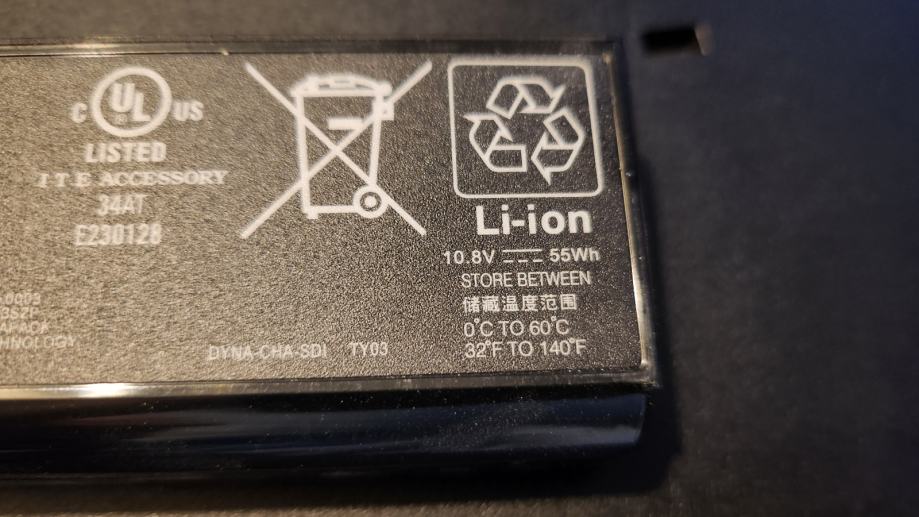 C UL US
LISTED
I T E ACCESSORY
34AT
E230128
Li-ion
10.8V 55Wh
STORE BETWEEN
储藏温度范围
0°C TO 60°C
32°F TO 140°F
DYNA-CHA-SDI TY03